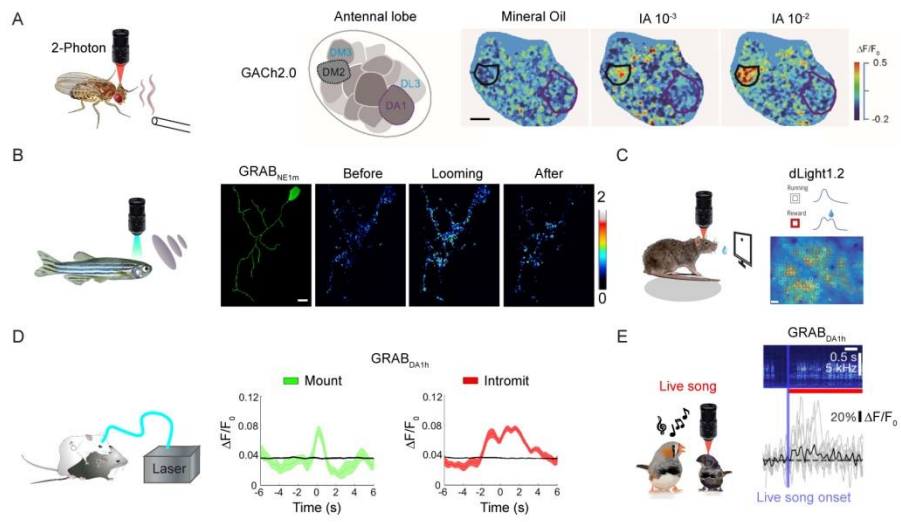 A
2-Photon
Antennal lobe
Mineral Oil
IA 10-3
IA 10-2
GACh2.0
DM3
DM2
DL3
DA1
ΔF/F0
0.5
-0.2
B
GRABNE1m
Before
Looming
After
2
0
C
dLight1.2
Running
Reward
D
GRABDA1h
Mount
Intromit
Laser
ΔF/F0
0.12
0.08
0.04
0
-6 -4 -2 0 2 4 6
Time (s)
ΔF/F0
0.12
0.08
0.04
0
-6 -4 -2 0 2 4 6
Time (s)
E
GRABDA1h
Live song
0.5 s
5 kHz
20% ΔF/F0
Live song onset